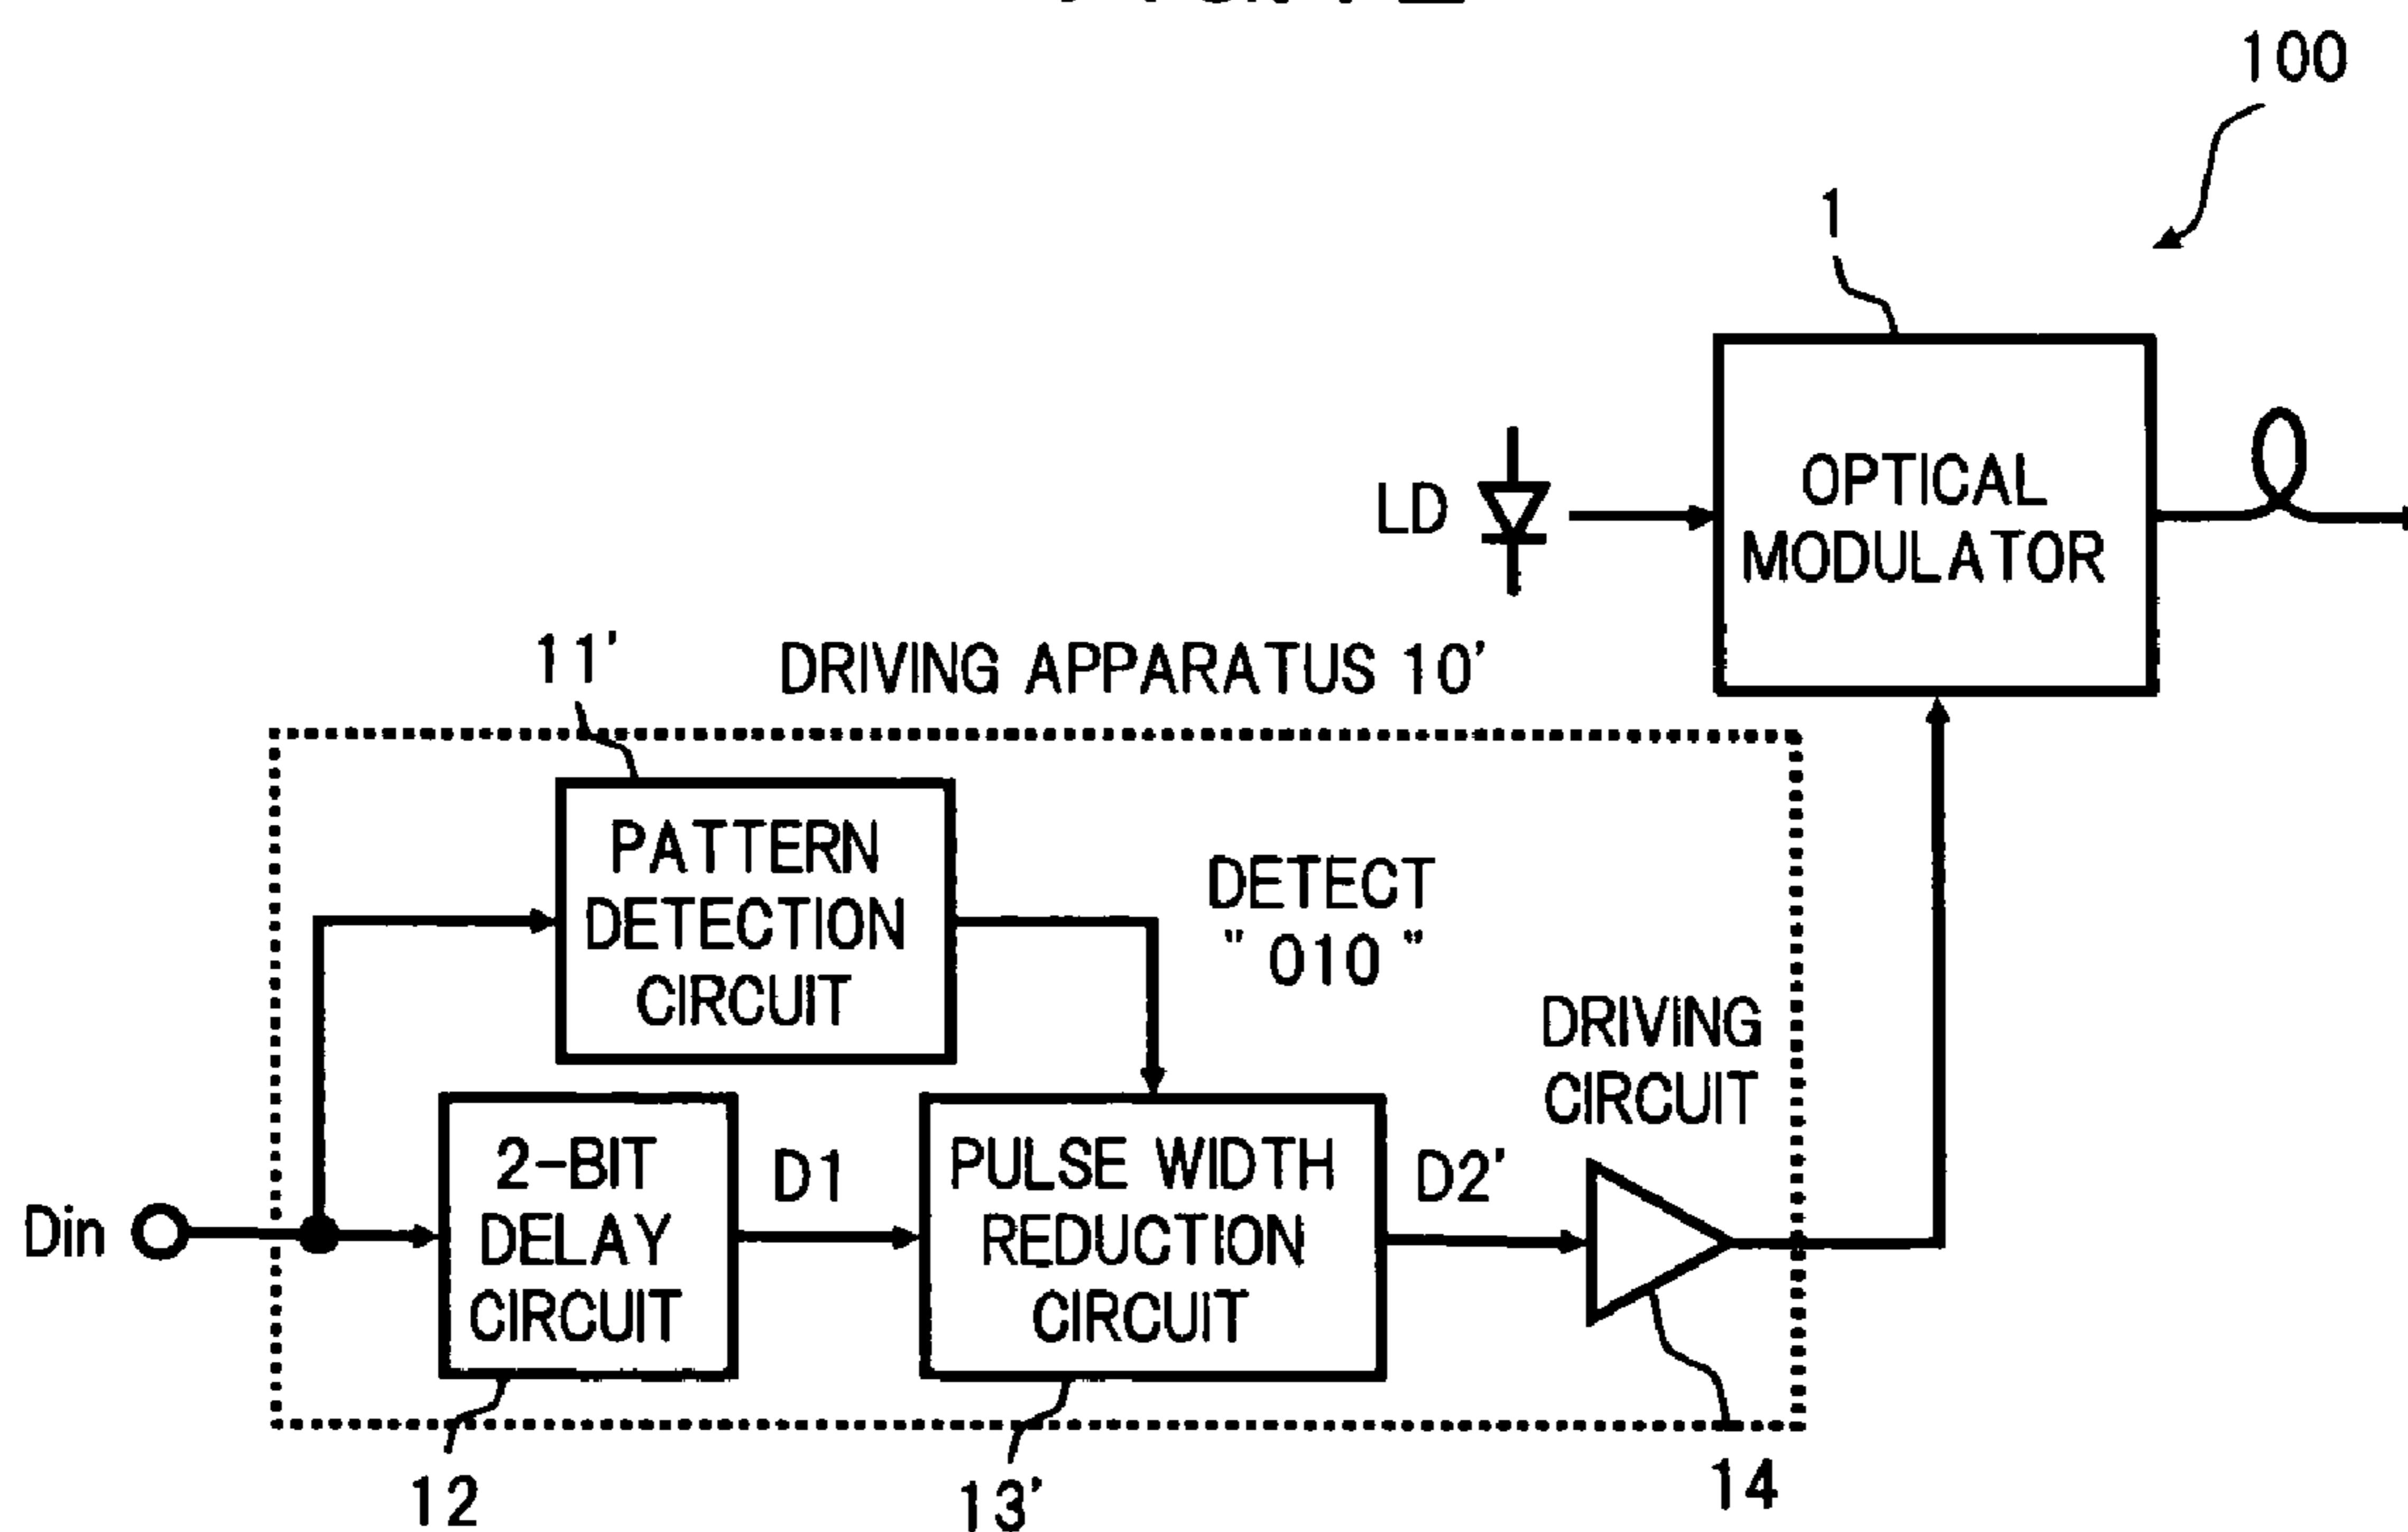 100
1
LD
OPTICAL
MODULATOR
11'
DRIVING APPARATUS 10'
PATTERN
DETECTION
CIRCUIT
DETECT
" 010 "
DRIVING
CIRCUIT
Din
2-BIT
DELAY
CIRCUIT
D1
PULSE WIDTH
REDUCTION
CIRCUIT
D2'
12
13'
14